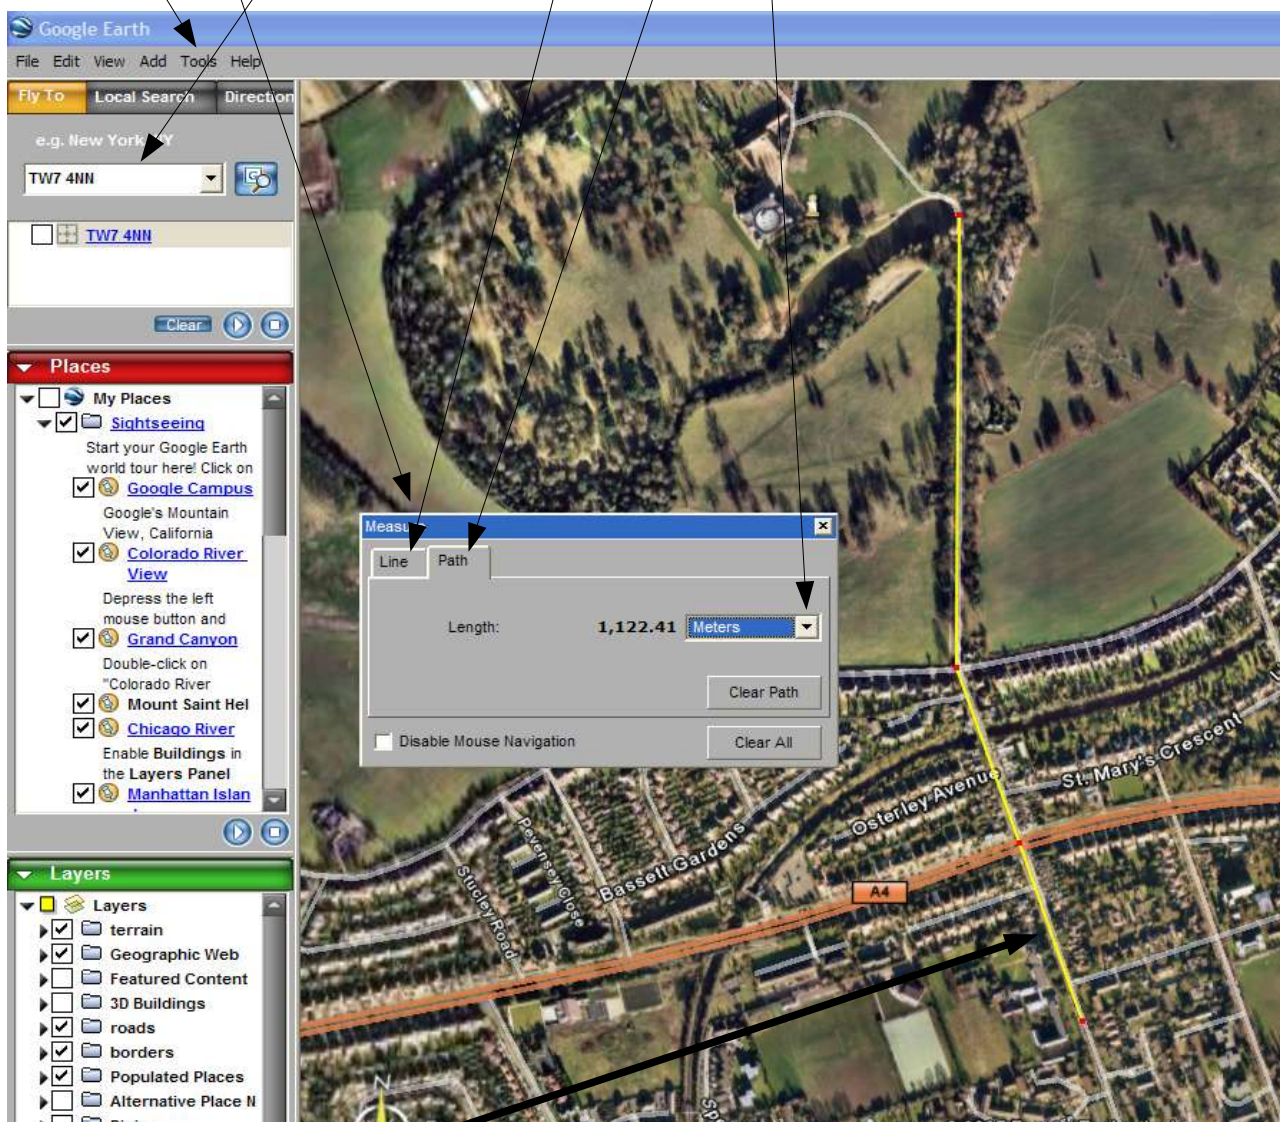 Google Earth
File Edit View Add Tools Help
Fly To Local Search Direction
e.g. New York, NY
TW7 4NN
TW7 4NN
Clear
Places
My Places
Sightseeing
Start your Google Earth
world tour here! Click on
Google Campus
Google's Mountain
View, California
Colorado River
View
Depress the left
mouse button and
Grand Canyon
Double-click on
"Colorado River
Mount Saint Hel
Chicago River
Enable Buildings in
the Layers Panel
Manhattan Islan
Layers
Layers
terrain
Geographic Web
Featured Content
3D Buildings
roads
borders
Populated Places
Alternative Place N
Measure
Line Path
Length: 1,122.41 Meters
Clear Path
Disable Mouse Navigation Clear All
St. Mary's Crescent
Osterley Avenue
Bassett Gardens
Pevensey Close
Stucley Road
A4
N